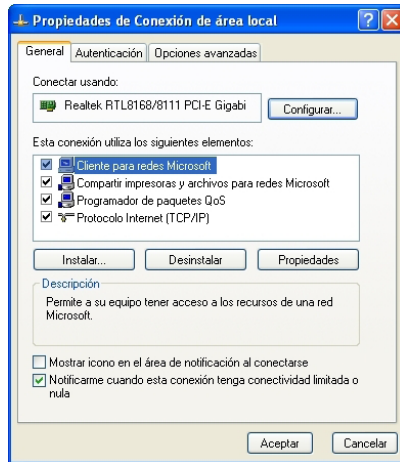 Propiedades de Conexión de área local
General Autenticación Opciones avanzadas
Conectar usando:
Realtek RTL8168/8111 PCI-E Gigabi Configurar...
Esta conexión utiliza los siguientes elementos:
Cliente para redes Microsoft
Compartir impresoras y archivos para redes Microsoft
Programador de paquetes QoS
Protocolo Internet (TCP/IP)
Instalar... Desinstalar Propiedades
Descripción
Permite a su equipo tener acceso a los recursos de una red
Microsoft.
Mostrar icono en el área de notificación al conectarse
Notificarme cuando esta conexión tenga conectividad limitada o
nula
Aceptar Cancelar